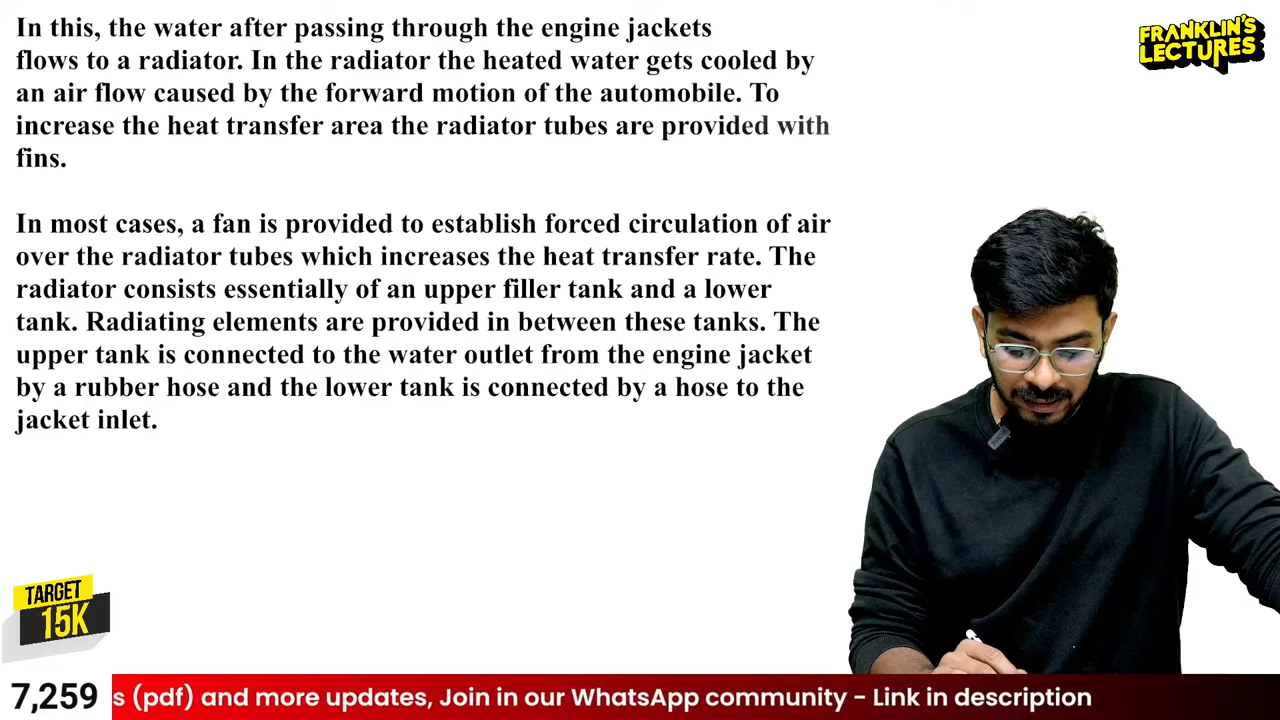 In this, the water after passing through the engine jackets
flows to a radiator. In the radiator the heated water gets cooled by
an air flow caused by the forward motion of the automobile. To
increase the heat transfer area the radiator tubes are provided with
fins.
In most cases, a fan is provided to establish forced circulation of air
over the radiator tubes which increases the heat transfer rate. The
radiator consists essentially of an upper filler tank and a lower
tank. Radiating elements are provided in between these tanks. The
upper tank is connected to the water outlet from the engine jacket
by a rubber hose and the lower tank is connected by a hose to the
jacket inlet.
FRANKLIN'S
LECTURES
TARGET
15K
7,259
s (pdf) and more updates, Join in our WhatsApp community - Link in description